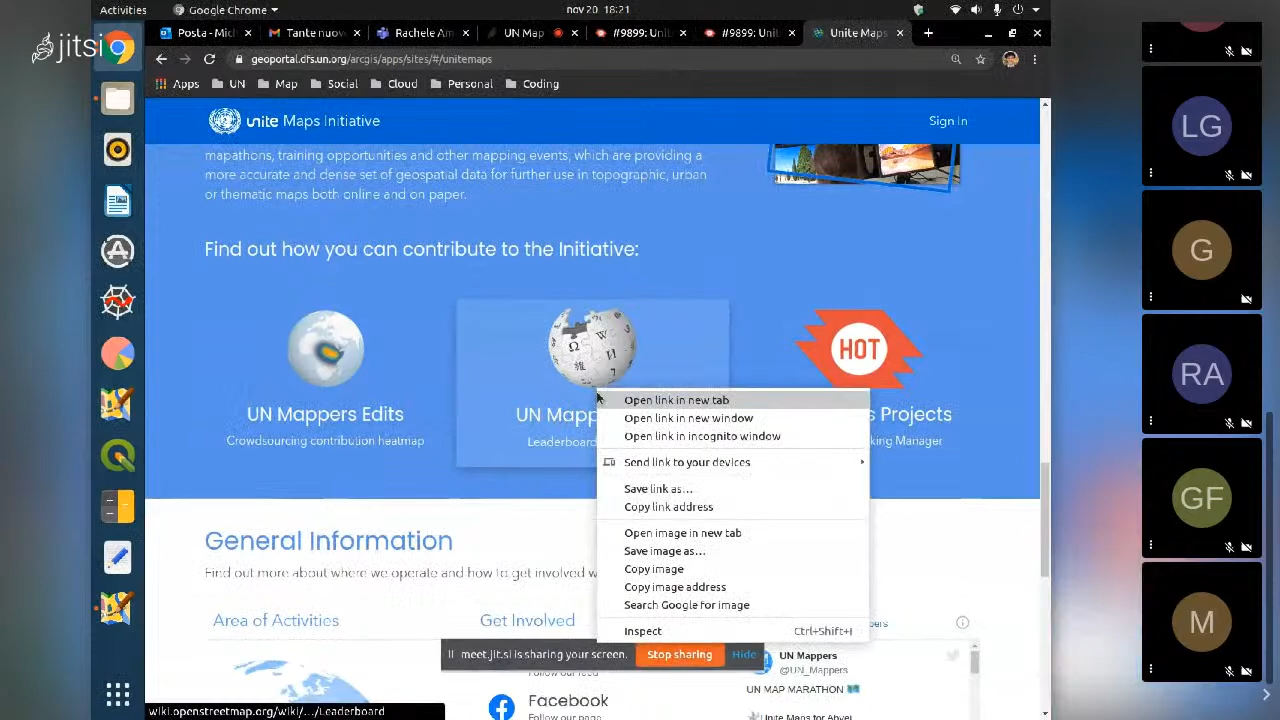 jitsi
Activities
Google Chrome
nov 20 18:21
Posta - Mich
Tante nuov
Rachele Am
UN Map
#9899: Unit
#9899: Unit
Unite Maps
geoportal.dfs.un.org/arcgis/apps/sites/#/unitemaps
Apps
UN
Map
Social
Cloud
Personal
Coding
unite Maps Initiative
Sign In
mapathons, training opportunities and other mapping events, which are providing a
more accurate and dense set of geospatial data for further use in topographic, urban
or thematic maps both online and on paper.
Find out how you can contribute to the Initiative:
HOT
UN Mappers Edits
Crowdsourcing contribution heatmap
UN Mapp
Leaderboard
s Projects
king Manager
Open link in new tab
Open link in new window
Open link in incognito window
Send link to your devices
Save link as...
Copy link address
Open image in new tab
Save image as...
Copy image
Copy image address
Search Google for image
Inspect Ctrl+Shift+I
General Information
Find out more about where we operate and how to get involved w
Area of Activities
Get Involved
pers
meet.jit.si is sharing your screen.
Stop sharing
Hide
UN Mappers
@UN_Mappers
UN MAP MARATHON
Unite Maps for Abyei
Follow our feed
Facebook
Follow our page
wiki.openstreetmap.org/wiki/.../Leaderboard
LG
G
RA
GF
M